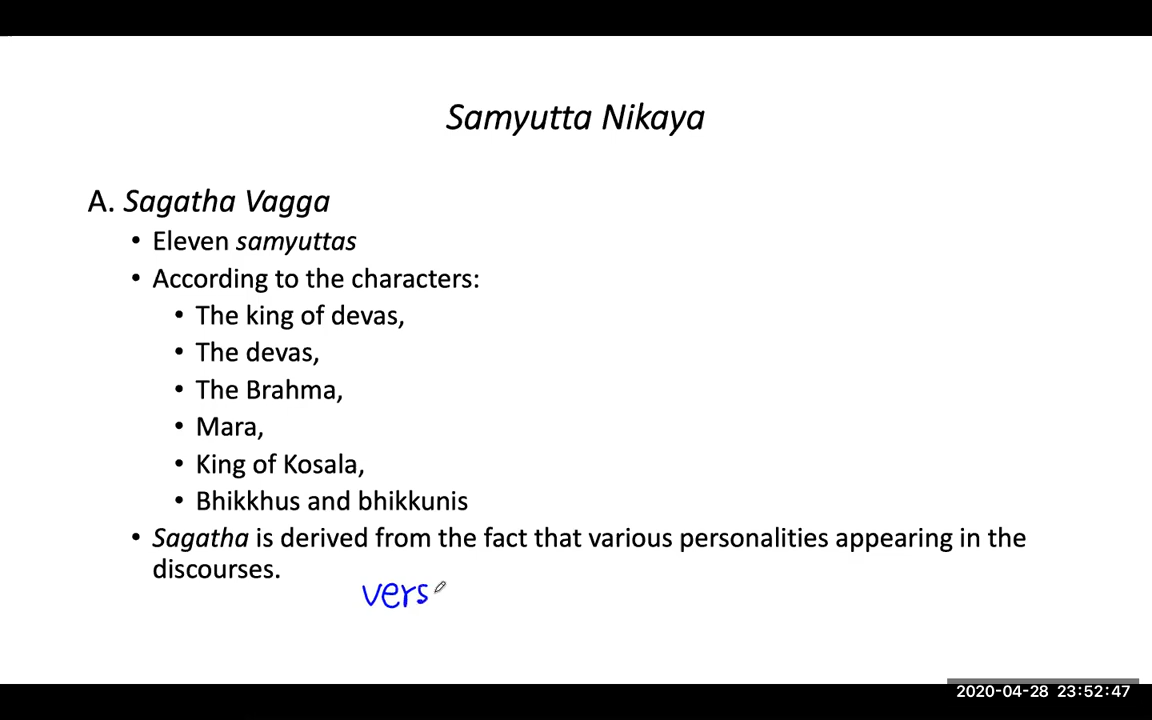 Samyutta Nikaya
A. Sagatha Vagga
• Eleven samyuttas
• According to the characters:
• The king of devas,
• The devas,
• The Brahma,
• Mara,
• King of Kosala,
• Bhikkhus and bhikkunis
• Sagatha is derived from the fact that various personalities appearing in the
discourses.
vers
2020-04-28 23:52:47